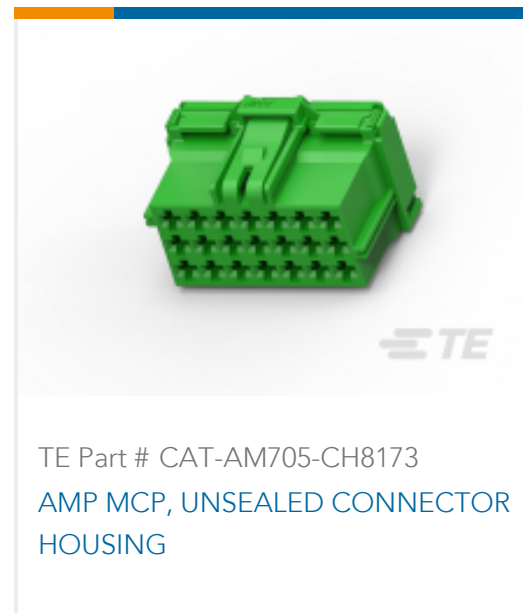 TE
TE Part # CAT-AM705-CH8173
AMP MCP, UNSEALED CONNECTOR
HOUSING